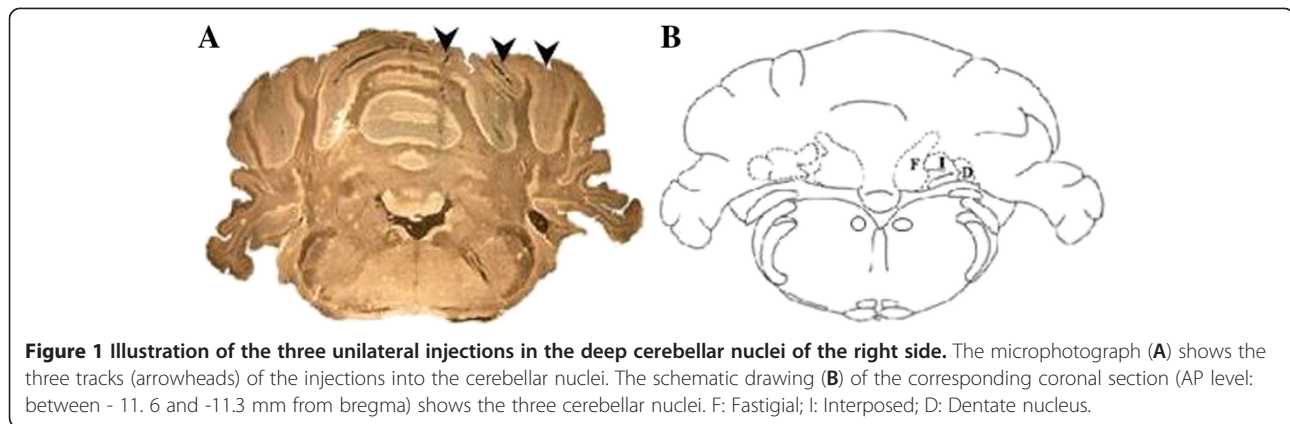 A
B
F
I
D
Figure 1 Illustration of the three unilateral injections in the deep cerebellar nuclei of the right side. The microphotograph (A) shows the
three tracks (arrowheads) of the injections into the cerebellar nuclei. The schematic drawing (B) of the corresponding coronal section (AP level:
between - 11. 6 and -11.3 mm from bregma) shows the three cerebellar nuclei. F: Fastigial; I: Interposed; D: Dentate nucleus.